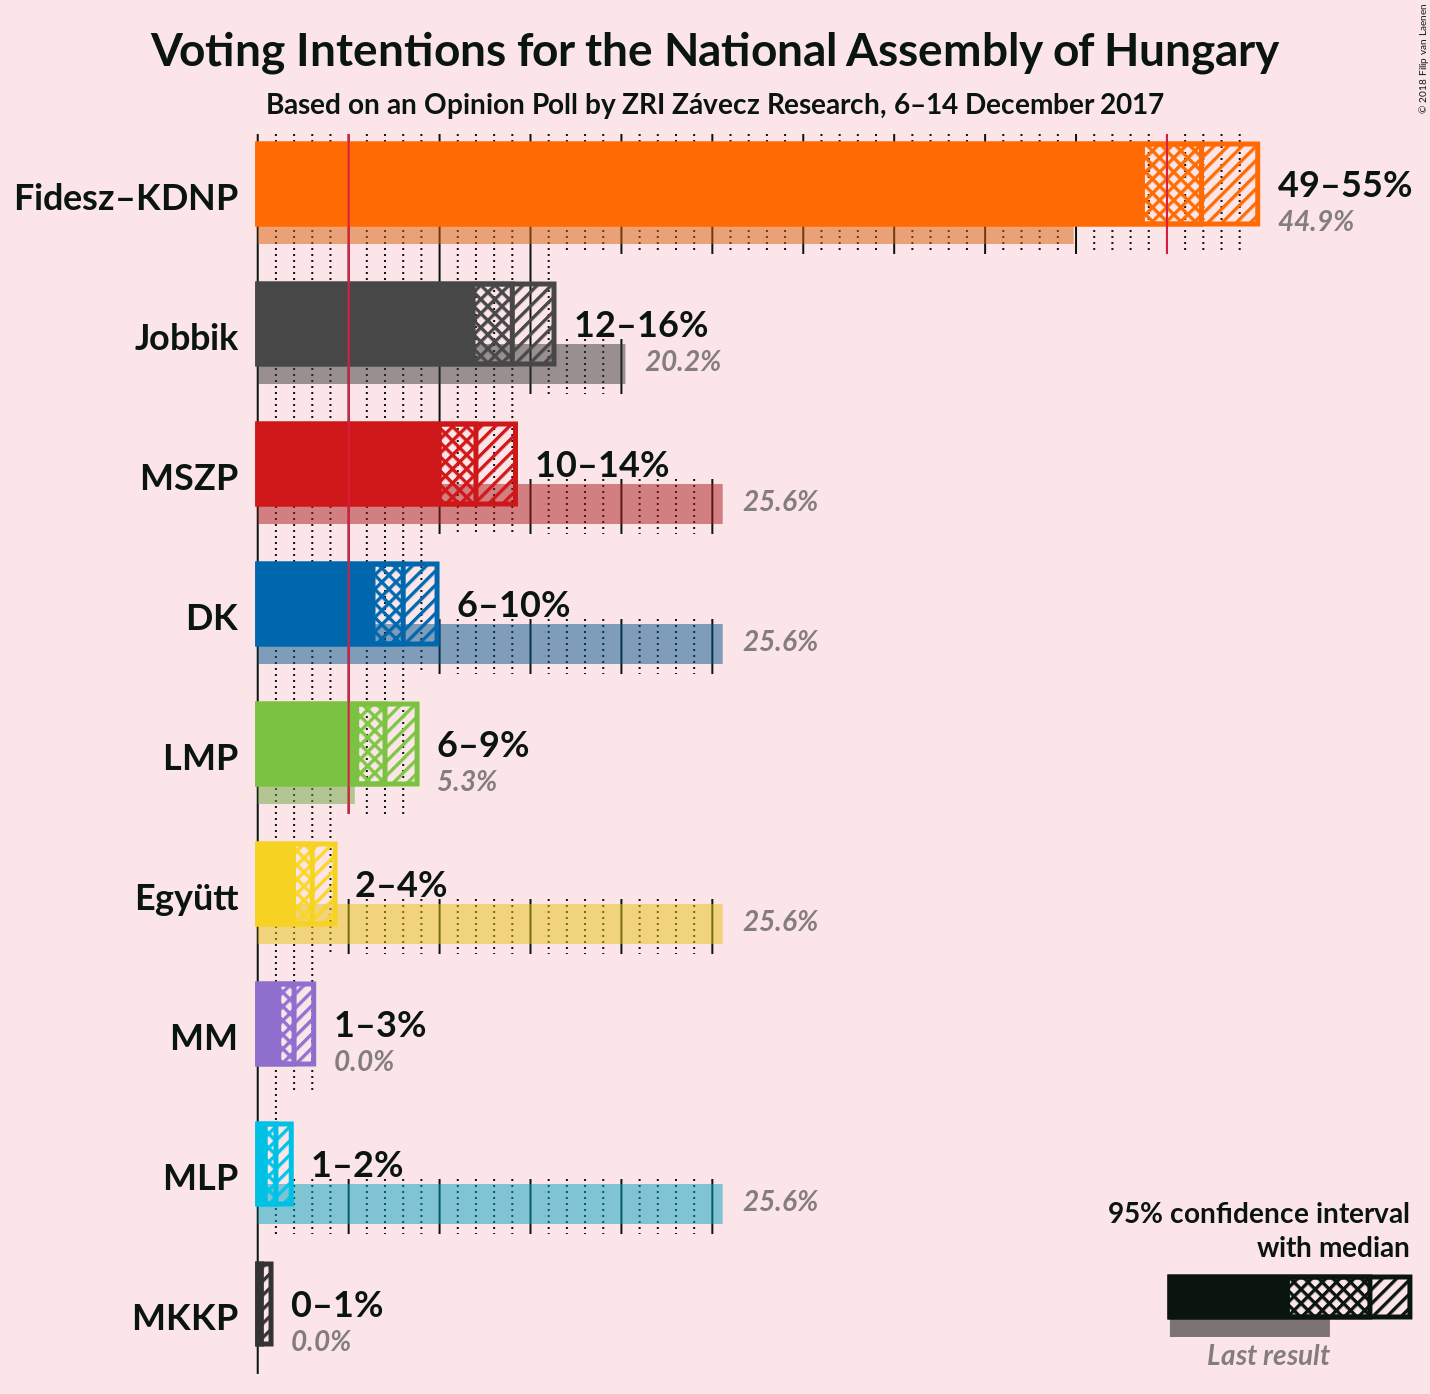 Voting Intentions for the National Assembly of Hungary
Based on an Opinion Poll by ZRI Závecz Research, 6–14 December 2017
© 2018 Filip van Laenen
Fidesz–KDNP
49–55%
44.9%
Jobbik
12–16%
20.2%
MSZP
10–14%
25.6%
DK
6–10%
25.6%
LMP
6–9%
5.3%
Együtt
2–4%
25.6%
MM
1–3%
0.0%
MLP
1–2%
25.6%
MKKP
0–1%
0.0%
95% confidence interval
with median
Last result